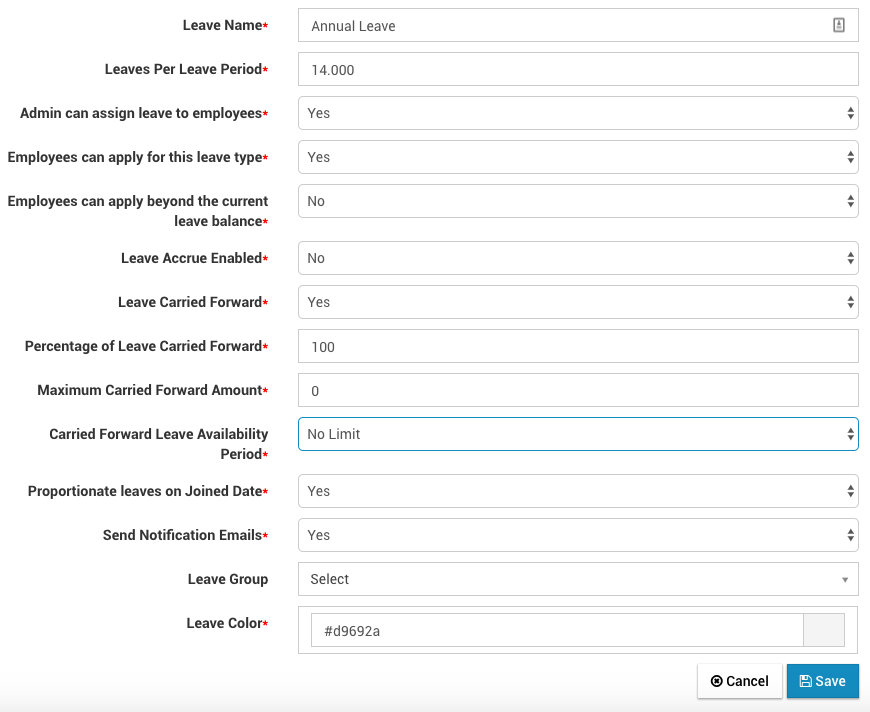 Leave Name* Annual Leave
Leaves Per Leave Period* 14.000
Admin can assign leave to employees* Yes
Employees can apply for this leave type* Yes
Employees can apply beyond the current No
leave balance*
Leave Accrue Enabled* No
Leave Carried Forward* Yes
Percentage of Leave Carried Forward* 100
Maximum Carried Forward Amount* 0
Carried Forward Leave Availability No Limit
Period*
Proportionate leaves on Joined Date* Yes
Send Notification Emails* Yes
Leave Group Select
Leave Color* #d9692a
Cancel Save